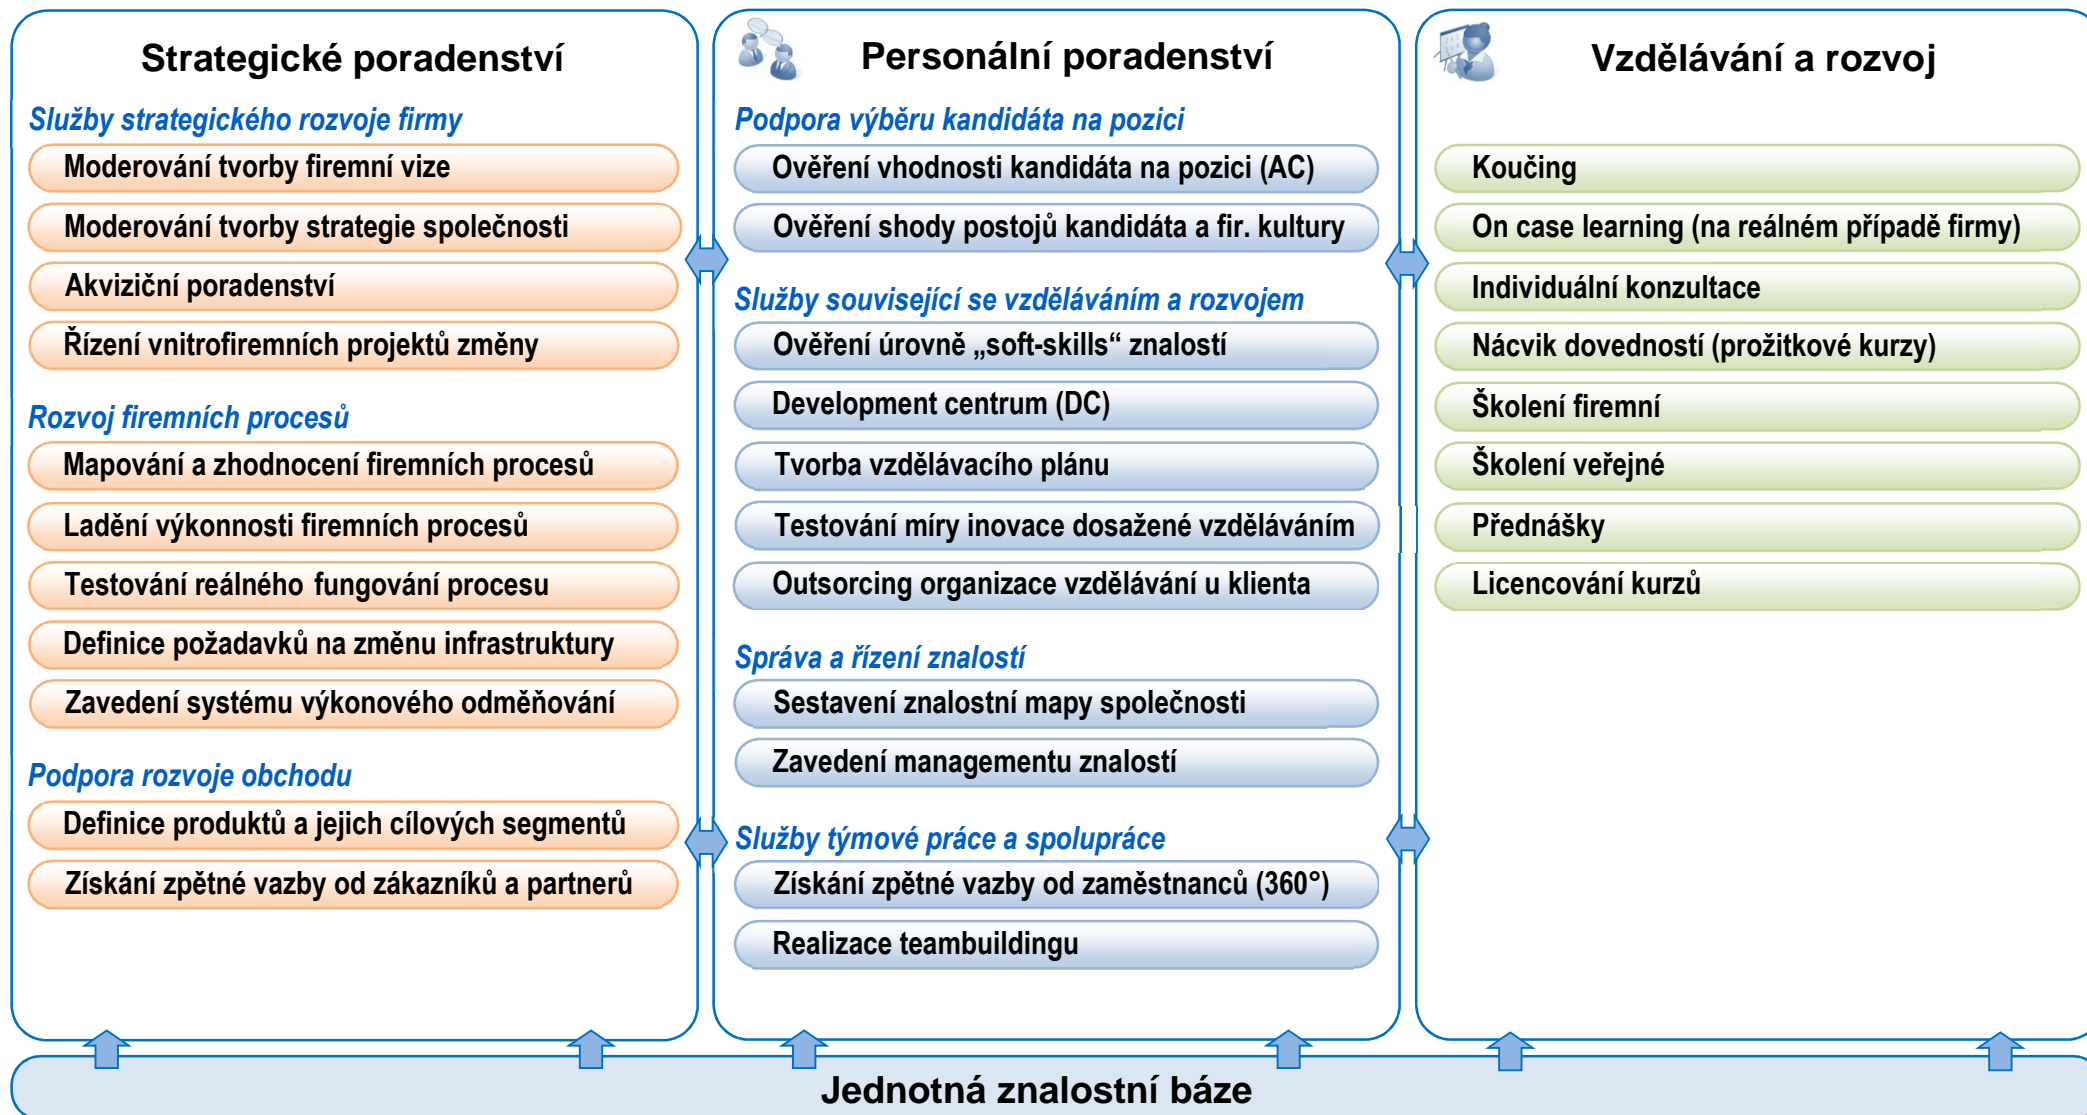 Strategické poradenství
Služby strategického rozvoje firmy
Moderování tvorby firemní vize
Moderování tvorby strategie společnosti
Akviziční poradenství
Řízení vnitrofiremních projektů změny
Rozvoj firemních procesů
Mapování a zhodnocení firemních procesů
Ladění výkonnosti firemních procesů
Testování reálného fungování procesu
Definice požadavků na změnu infrastruktury
Zavedení systému výkonového odměňování
Podpora rozvoje obchodu
Definice produktů a jejich cílových segmentů
Získání zpětné vazby od zákazníků a partnerů
Personální poradenství
Podpora výběru kandidáta na pozici
Ověření vhodnosti kandidáta na pozici (AC)
Ověření shody postojů kandidáta a fir. kultury
Služby související se vzděláváním a rozvojem
Ověření úrovně „soft-skills“ znalostí
Development centrum (DC)
Tvorba vzdělávacího plánu
Testování míry inovace dosažené vzděláváním
Outsorcing organizace vzdělávání u klienta
Správa a řízení znalostí
Sestavení znalostní mapy společnosti
Zavedení managementu znalostí
Služby týmové práce a spolupráce
Získání zpětné vazby od zaměstnanců (360°)
Realizace teambuildingu
Vzdělávání a rozvoj
Koučing
On case learning (na reálném případě firmy)
Individuální konzultace
Nácvik dovedností (prožitkové kurzy)
Školení firemní
Školení veřejné
Přednášky
Licencování kurzů
Jednotná znalostní báze